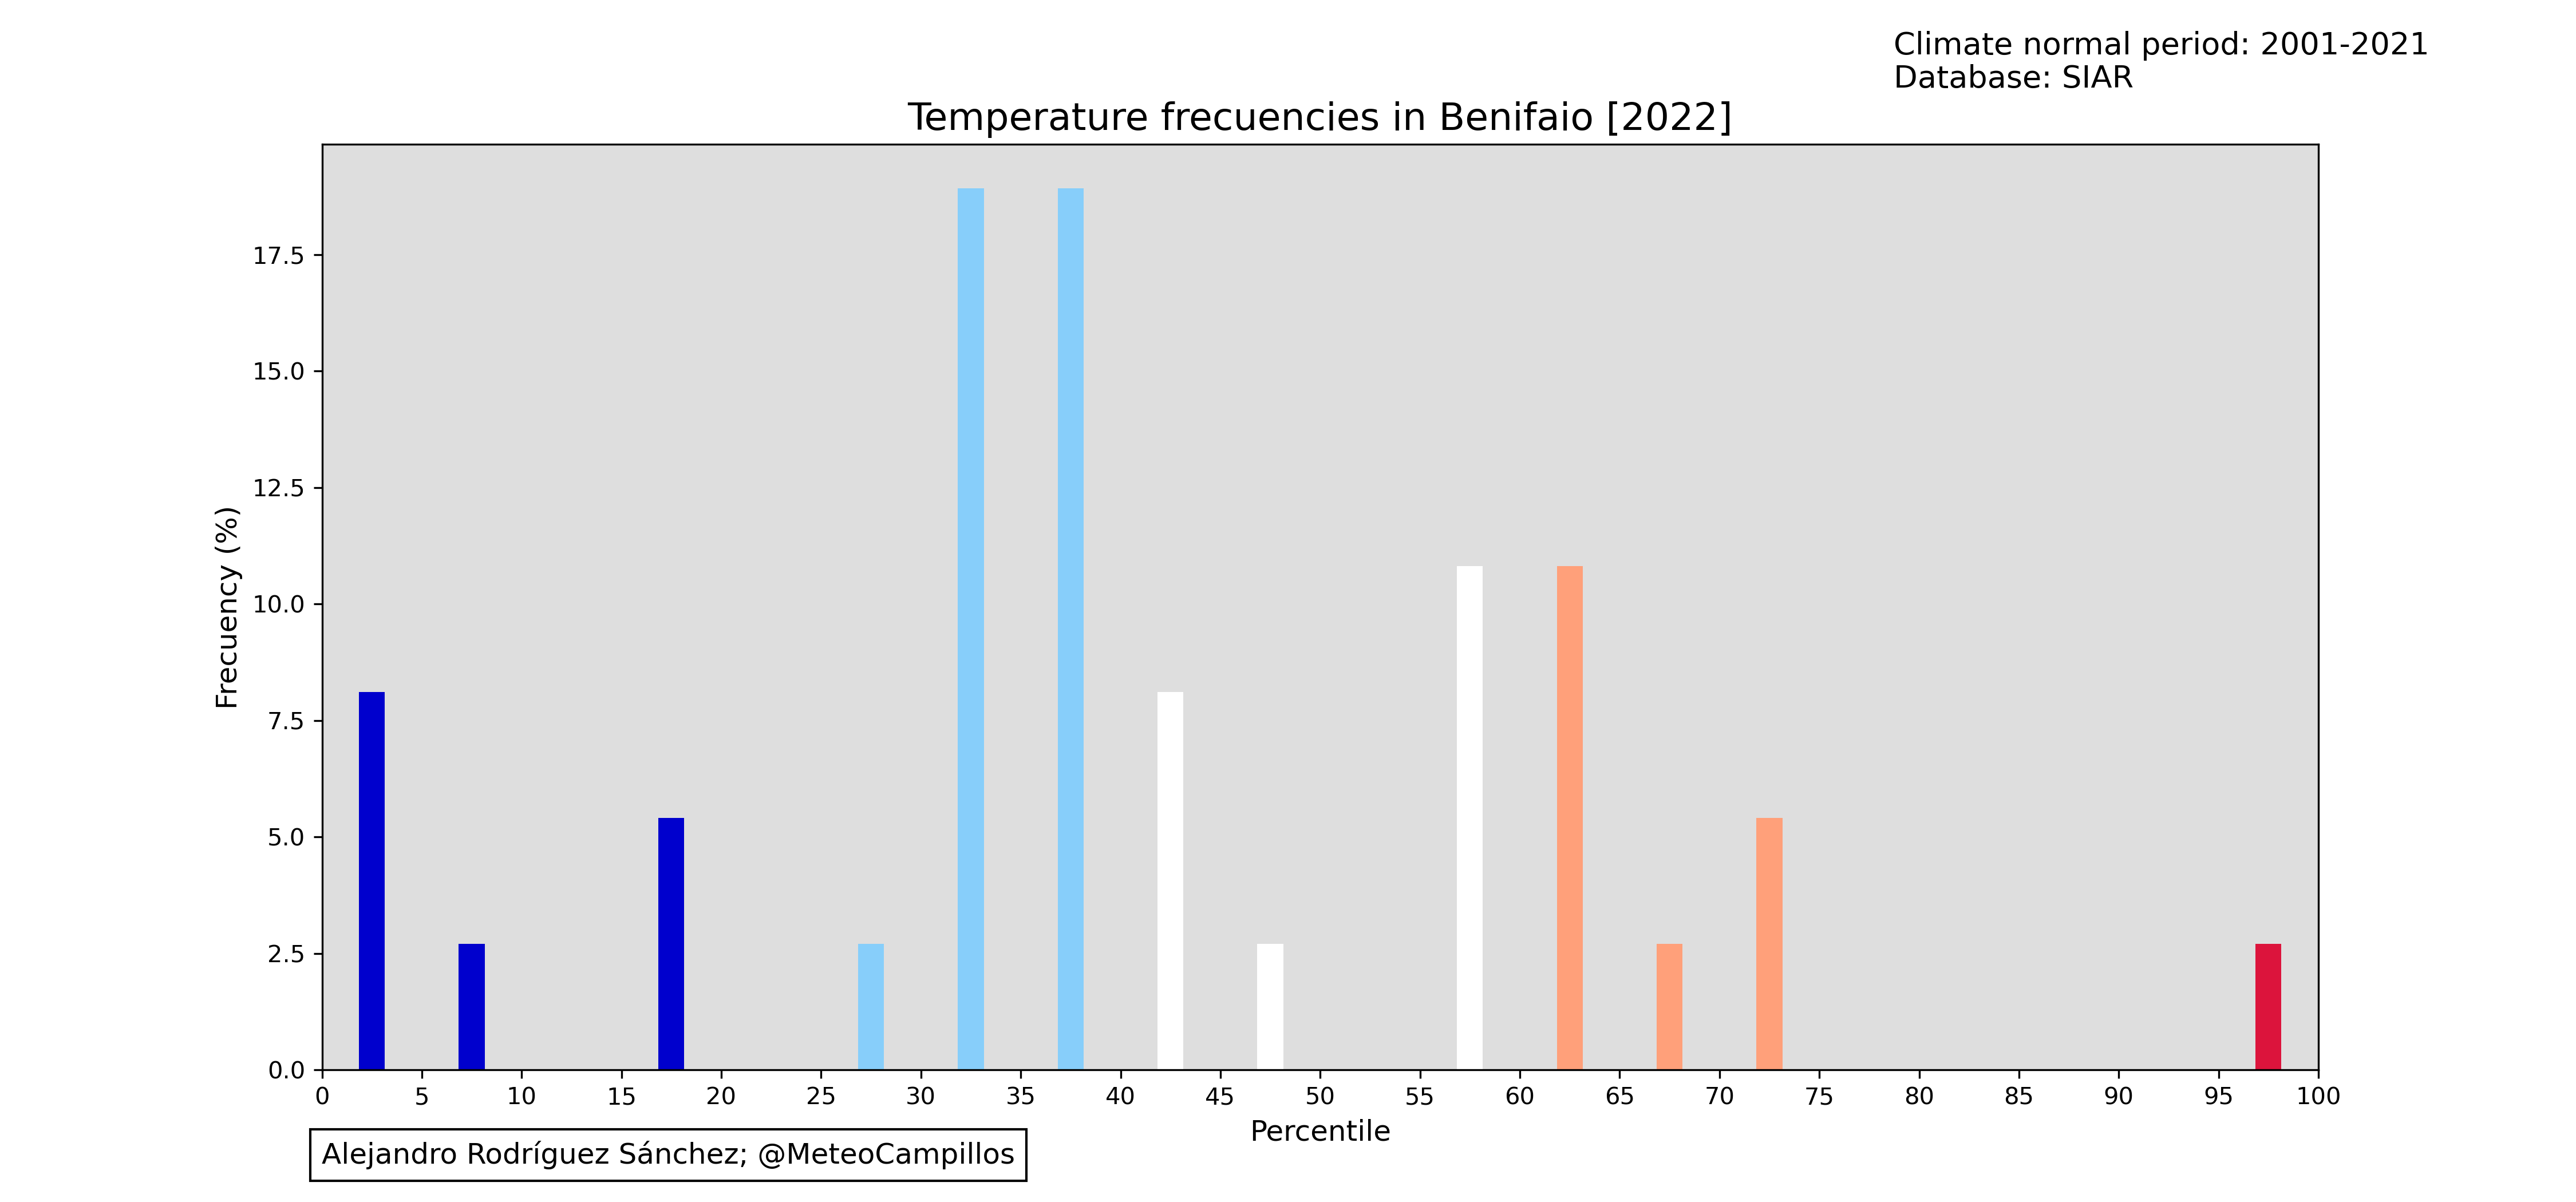 Climate normal period: 2001-2021
Database: SIAR
Temperature frecuencies in Benifaio [2022]
17.5
15.0
12.5
10.0
7.5
5.0
2.5
0.0
Frecuency (%)
0 5 10 15 20 25 30 35 40 45 50 55 60 65 70 75 80 85 90 95 100
Percentile
Alejandro Rodríguez Sánchez; @MeteoCampillos